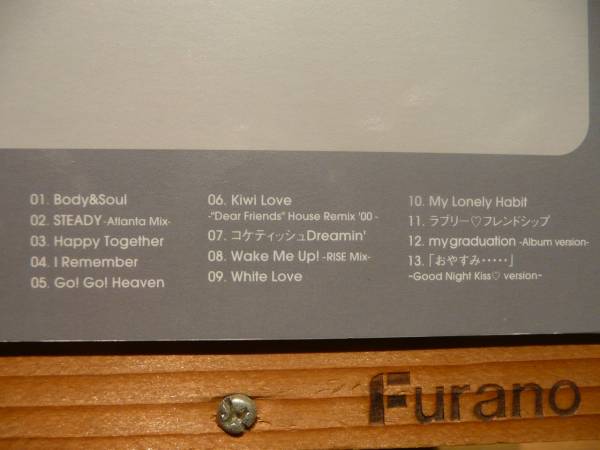 01. Body&Soul
02. STEADY -Atlanta Mix-
03. Happy Together
04. I Remember
05. Go! Go! Heaven
06. Kiwi Love
-"Dear Friends" House Remix '00 -
07. コケティッシュDreamin'
08. Wake Me Up! -RISE Mix-
09. White Love
10. My Lonely Habit
11. ラブリー♡フレンドシップ
12. my graduation -Album version-
13.「おやすみ・・・・・」
~Good Night Kiss♡ version~
Furano